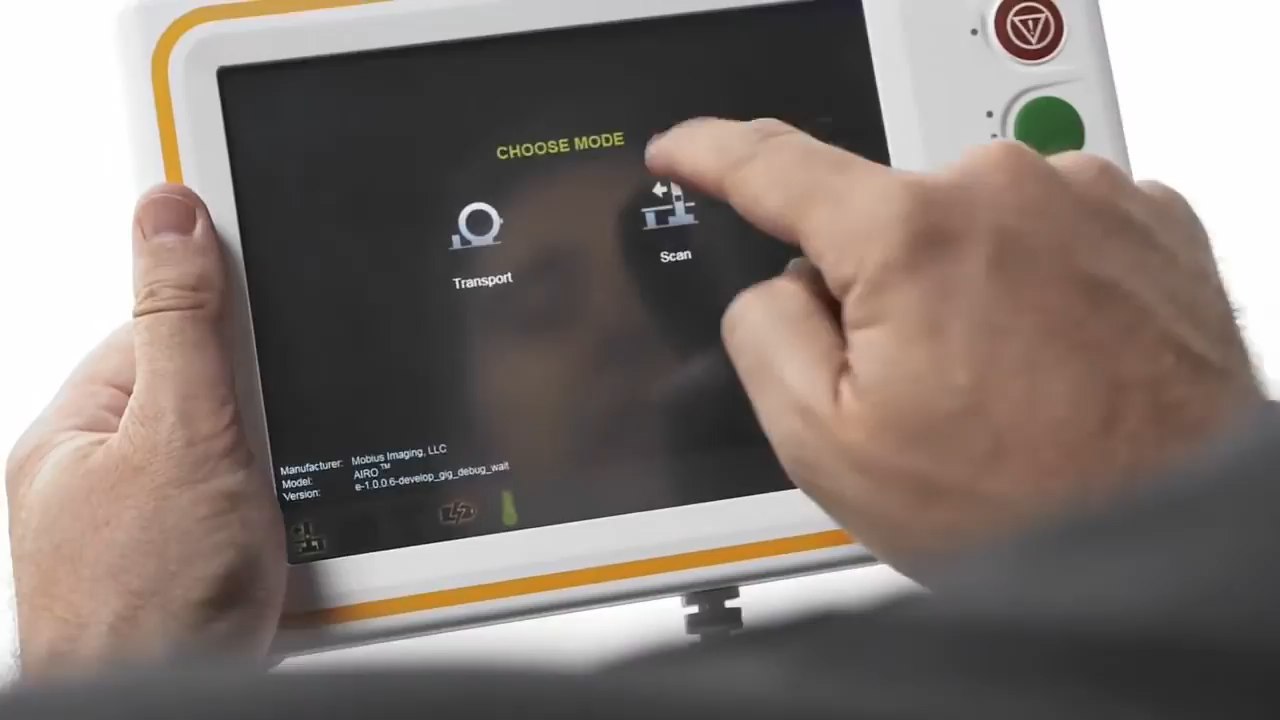 CHOOSE MODE
Transport
Scan
Manufacturer: Mobius Imaging, LLC
Model: AIRO™
Version: e-1.0.0.6-develop_gig_debug_wait